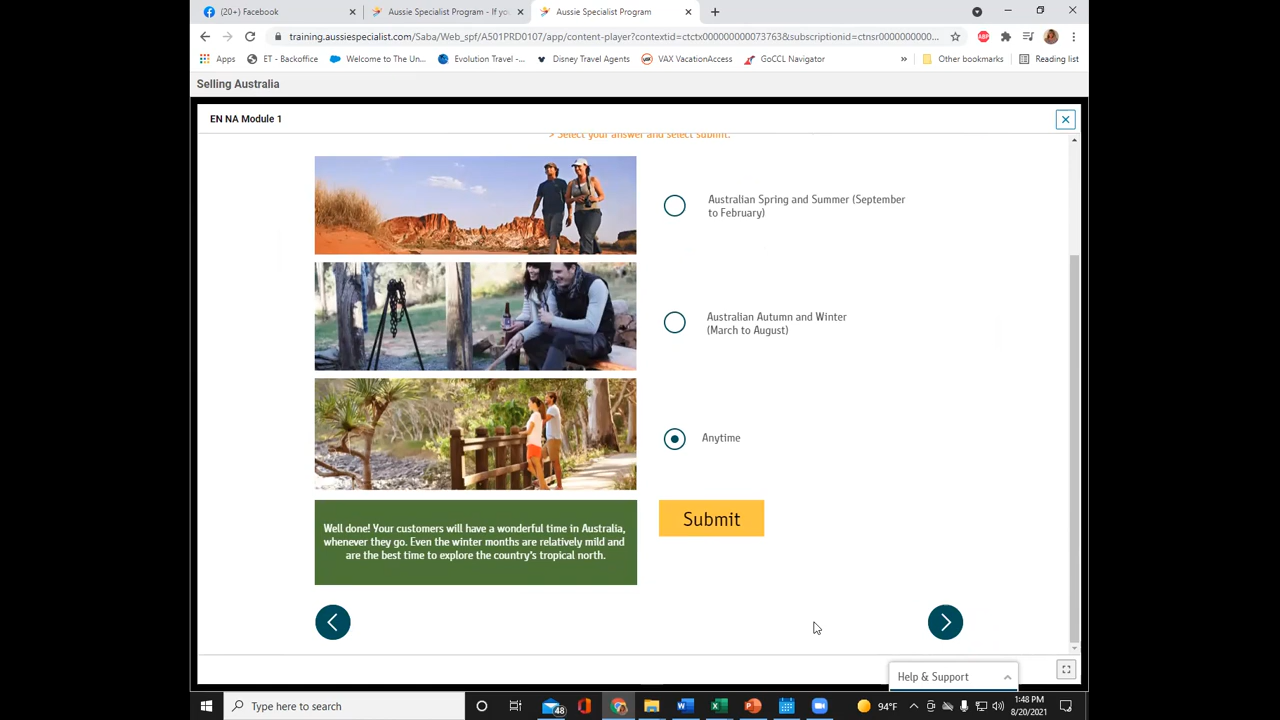 (20+) Facebook
Aussie Specialist Program - If yo
Aussie Specialist Program
training.aussiespecialist.com/Saba/Web_spf/A501PRD0107/app/content-player?contextid=ctctx000000000073763&subscriptionid=ctnsr0000000000...
ABP
Apps
ET - Backoffice
Welcome to The Un...
Evolution Travel -...
Disney Travel Agents
VAX VacationAccess
GoCCL Navigator
»
Other bookmarks
Reading list
Selling Australia
EN NA Module 1
> Select your answer and select submit.
Australian Spring and Summer (September
to February)
Australian Autumn and Winter
(March to August)
Anytime
Well done! Your customers will have a wonderful time in Australia,
whenever they go. Even the winter months are relatively mild and
are the best time to explore the country's tropical north.
Submit
Help & Support
Type here to search
48
94°F
1:48 PM
8/20/2021